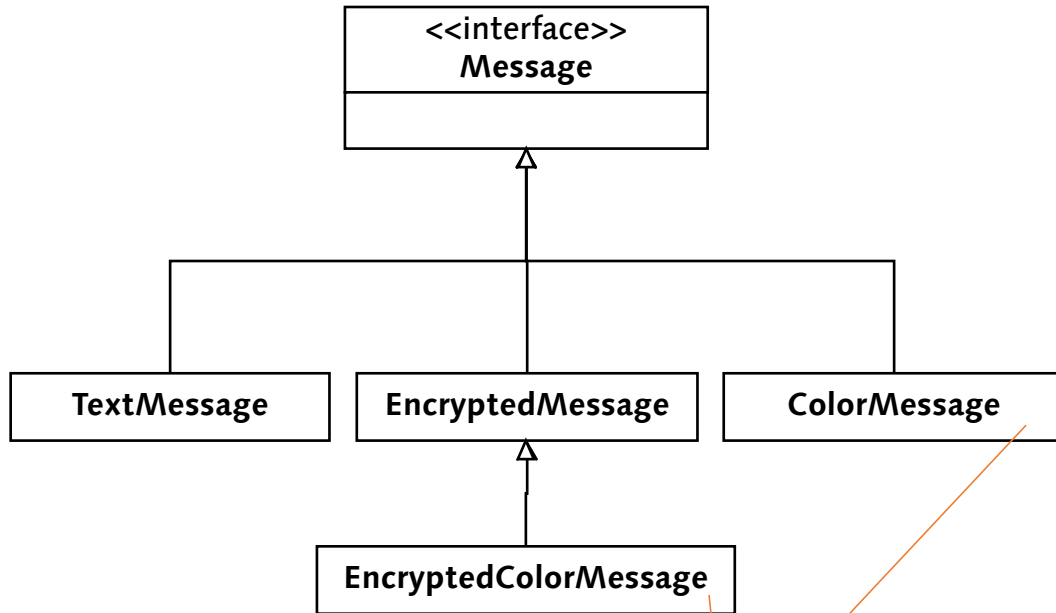 <<interface>>
Message
TextMessage
EncryptedMessage
ColorMessage
EncryptedColorMessage